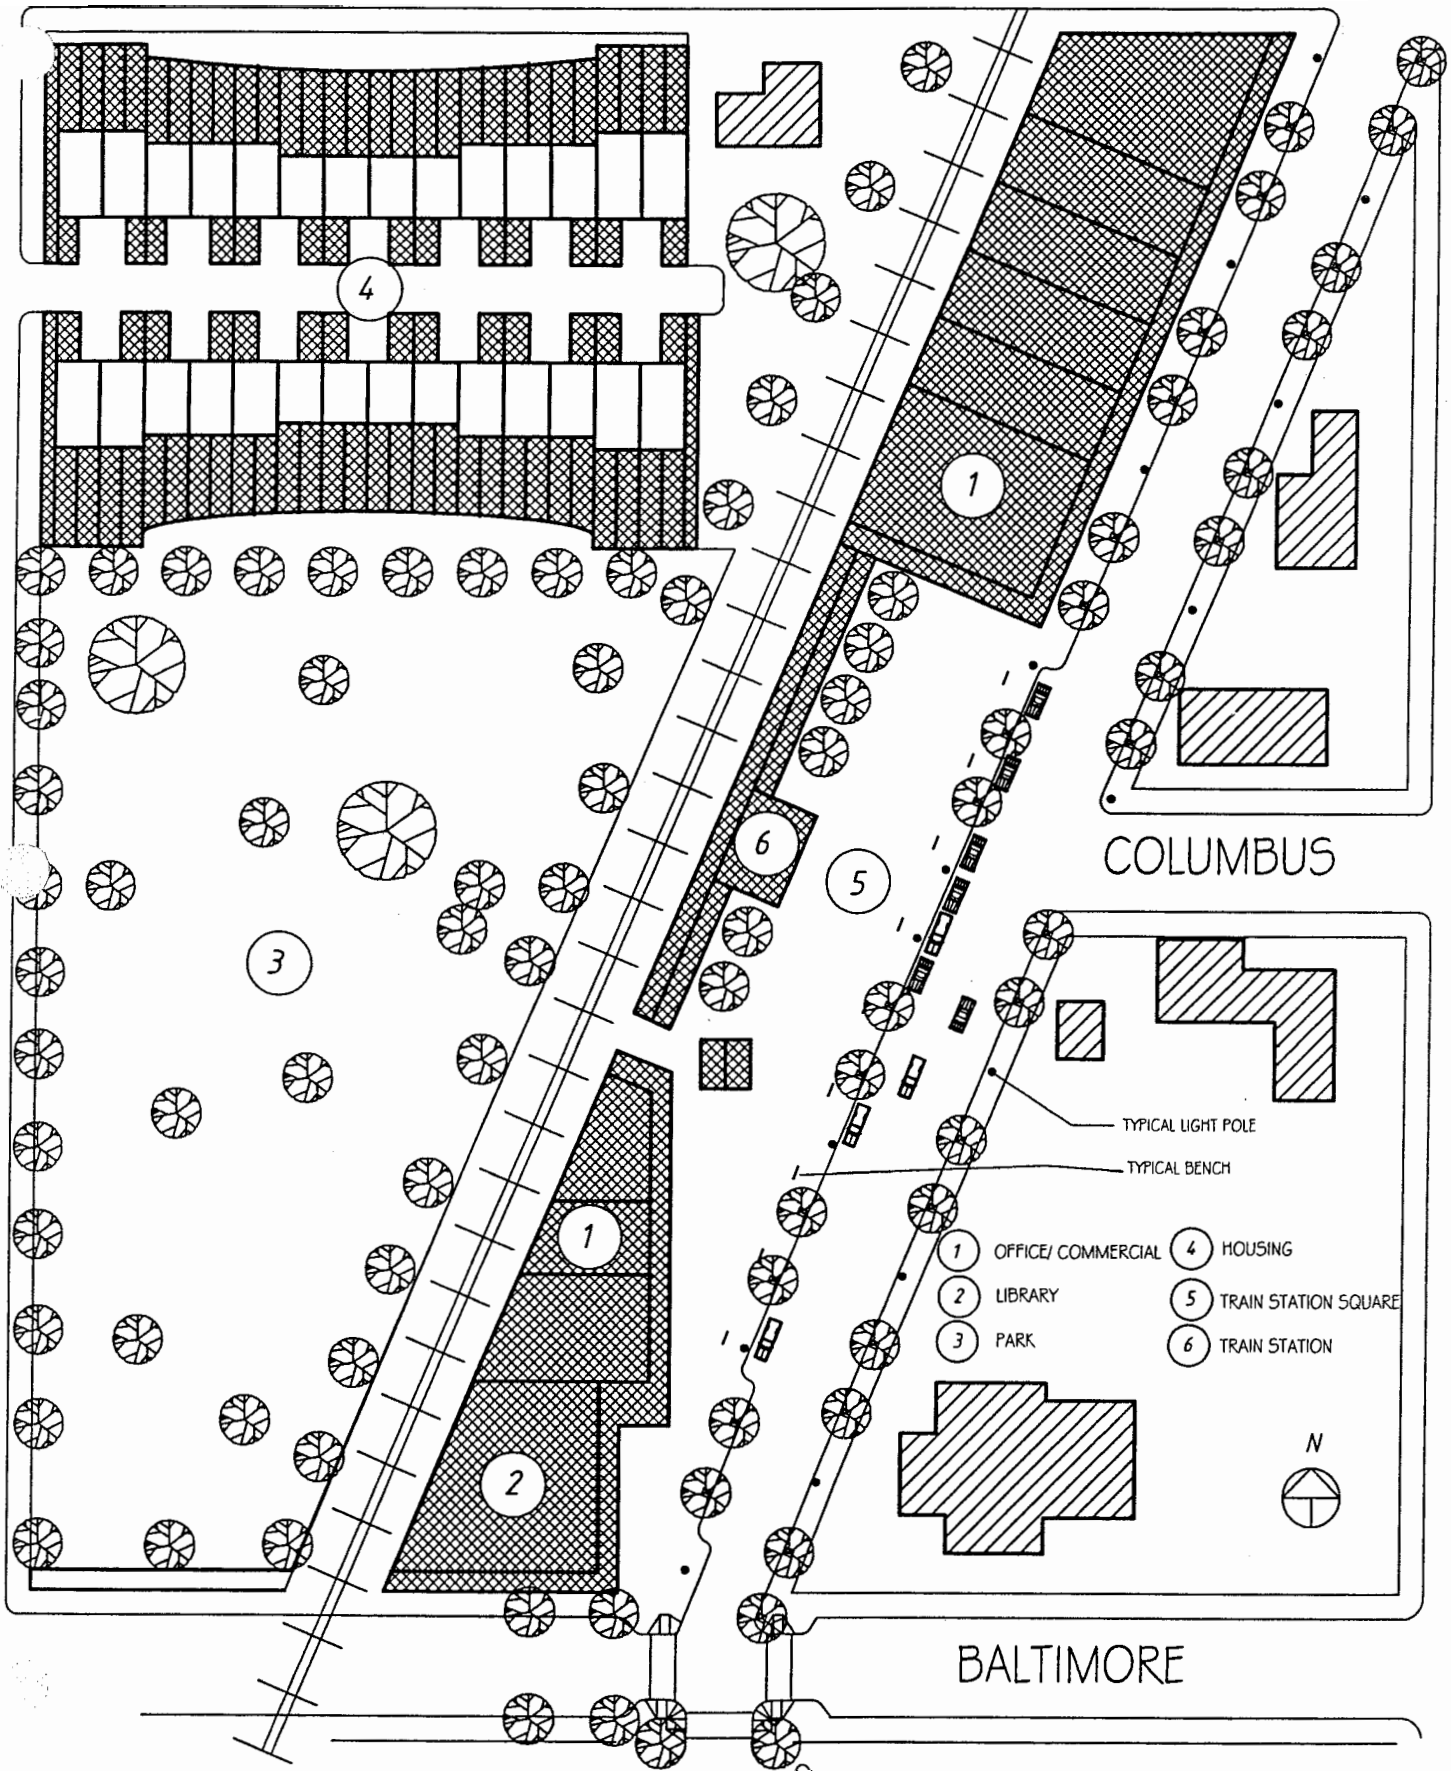 4
1
6
5
COLUMBUS
3
TYPICAL LIGHT POLE
TYPICAL BENCH
1
1 OFFICE/ COMMERCIAL 4 HOUSING
2 LIBRARY 5 TRAIN STATION SQUARE
3 PARK 6 TRAIN STATION
N
2
BALTIMORE